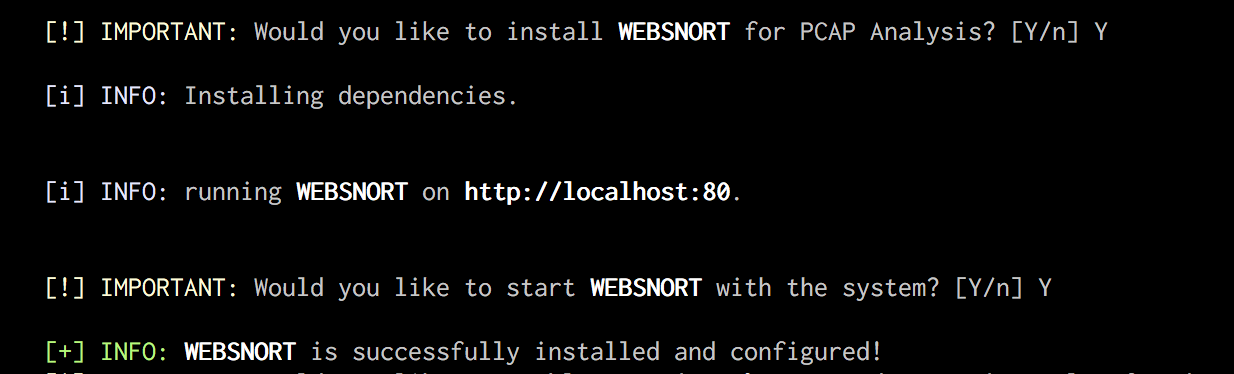 [!] IMPORTANT: Would you like to install WEBSNORT for PCAP Analysis? [Y/n] Y
[i] INFO: Installing dependencies.
[i] INFO: running WEBSNORT on http://localhost:80.
[!] IMPORTANT: Would you like to start WEBSNORT with the system? [Y/n] Y
[+] INFO: WEBSNORT is successfully installed and configured!